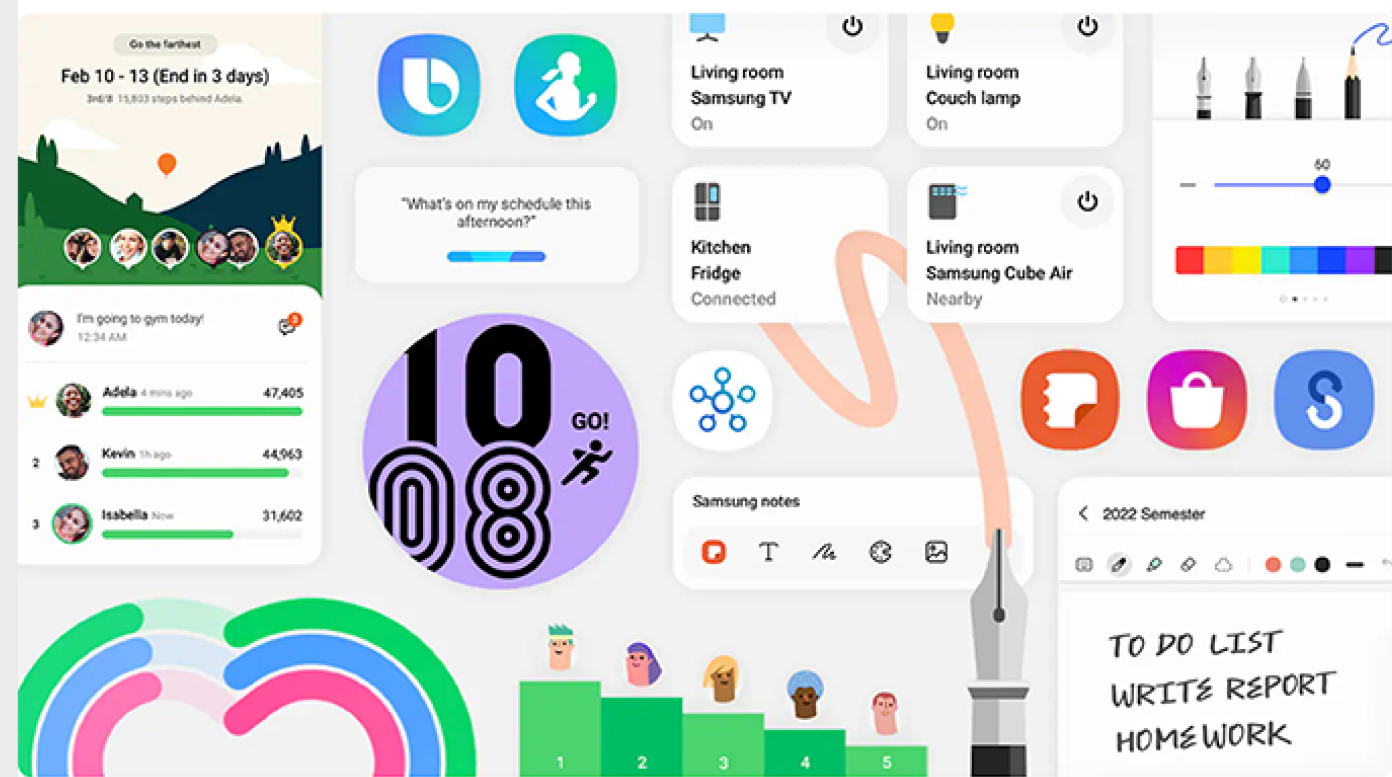 Go the farthest
Feb 10 - 13 (End in 3 days)
3rd/8 15,803 steps behind Adela.
I'm going to gym today!
12:34 AM
3
Adela 4 mins ago 47,405
2 Kevin 1h ago 44,963
3 Isabella Now 31,602
"What's on my schedule this
afternoon?"
10
08
GO!
Living room
Samsung TV
On
Living room
Couch lamp
On
Kitchen
Fridge
Connected
Living room
Samsung Cube Air
Nearby
60
Samsung notes
T
2022 Semester
TO DO LIST
WRITE REPORT
HOMEWORK
1 2 3 4 5